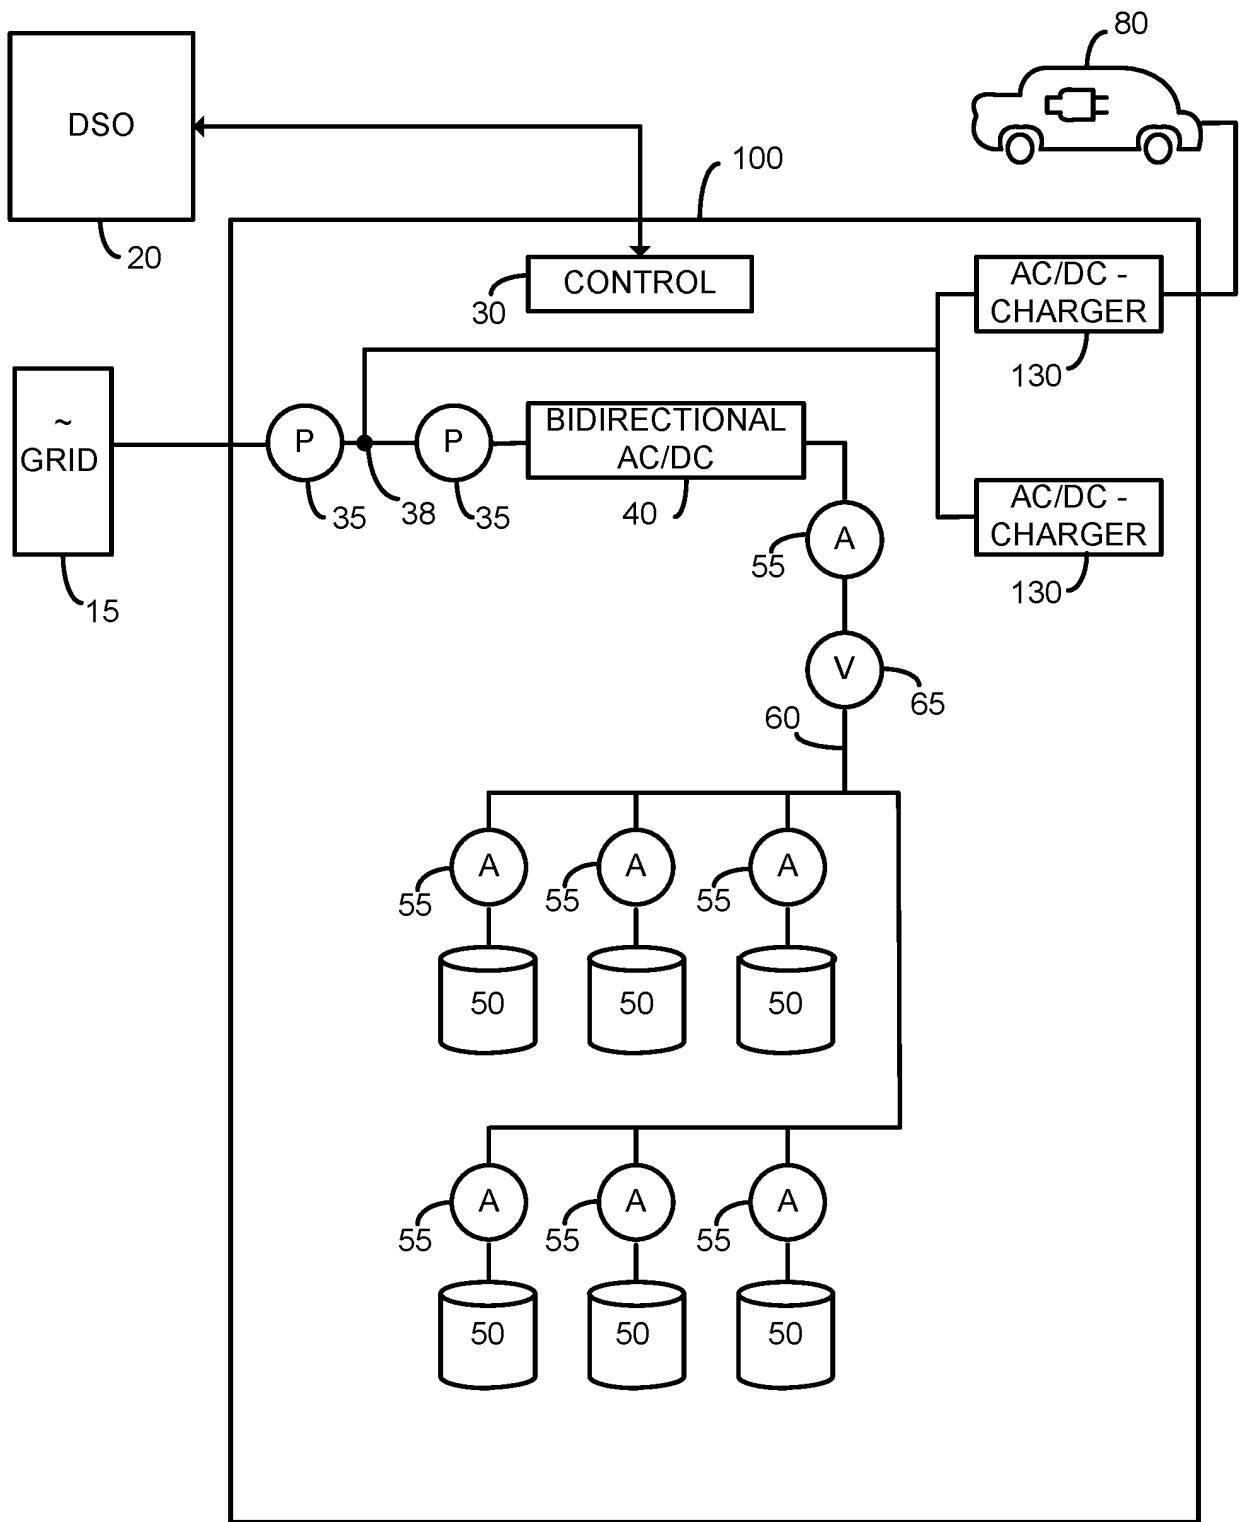 80
DSO
100
20
CONTROL
30
AC/DC -
CHARGER
130
~
GRID
P
P
BIDIRECTIONAL
AC/DC
35
38
35
40
AC/DC -
CHARGER
130
15
A
55
V
65
60
A
A
A
55
55
55
50
50
50
A
A
A
55
55
55
50
50
50